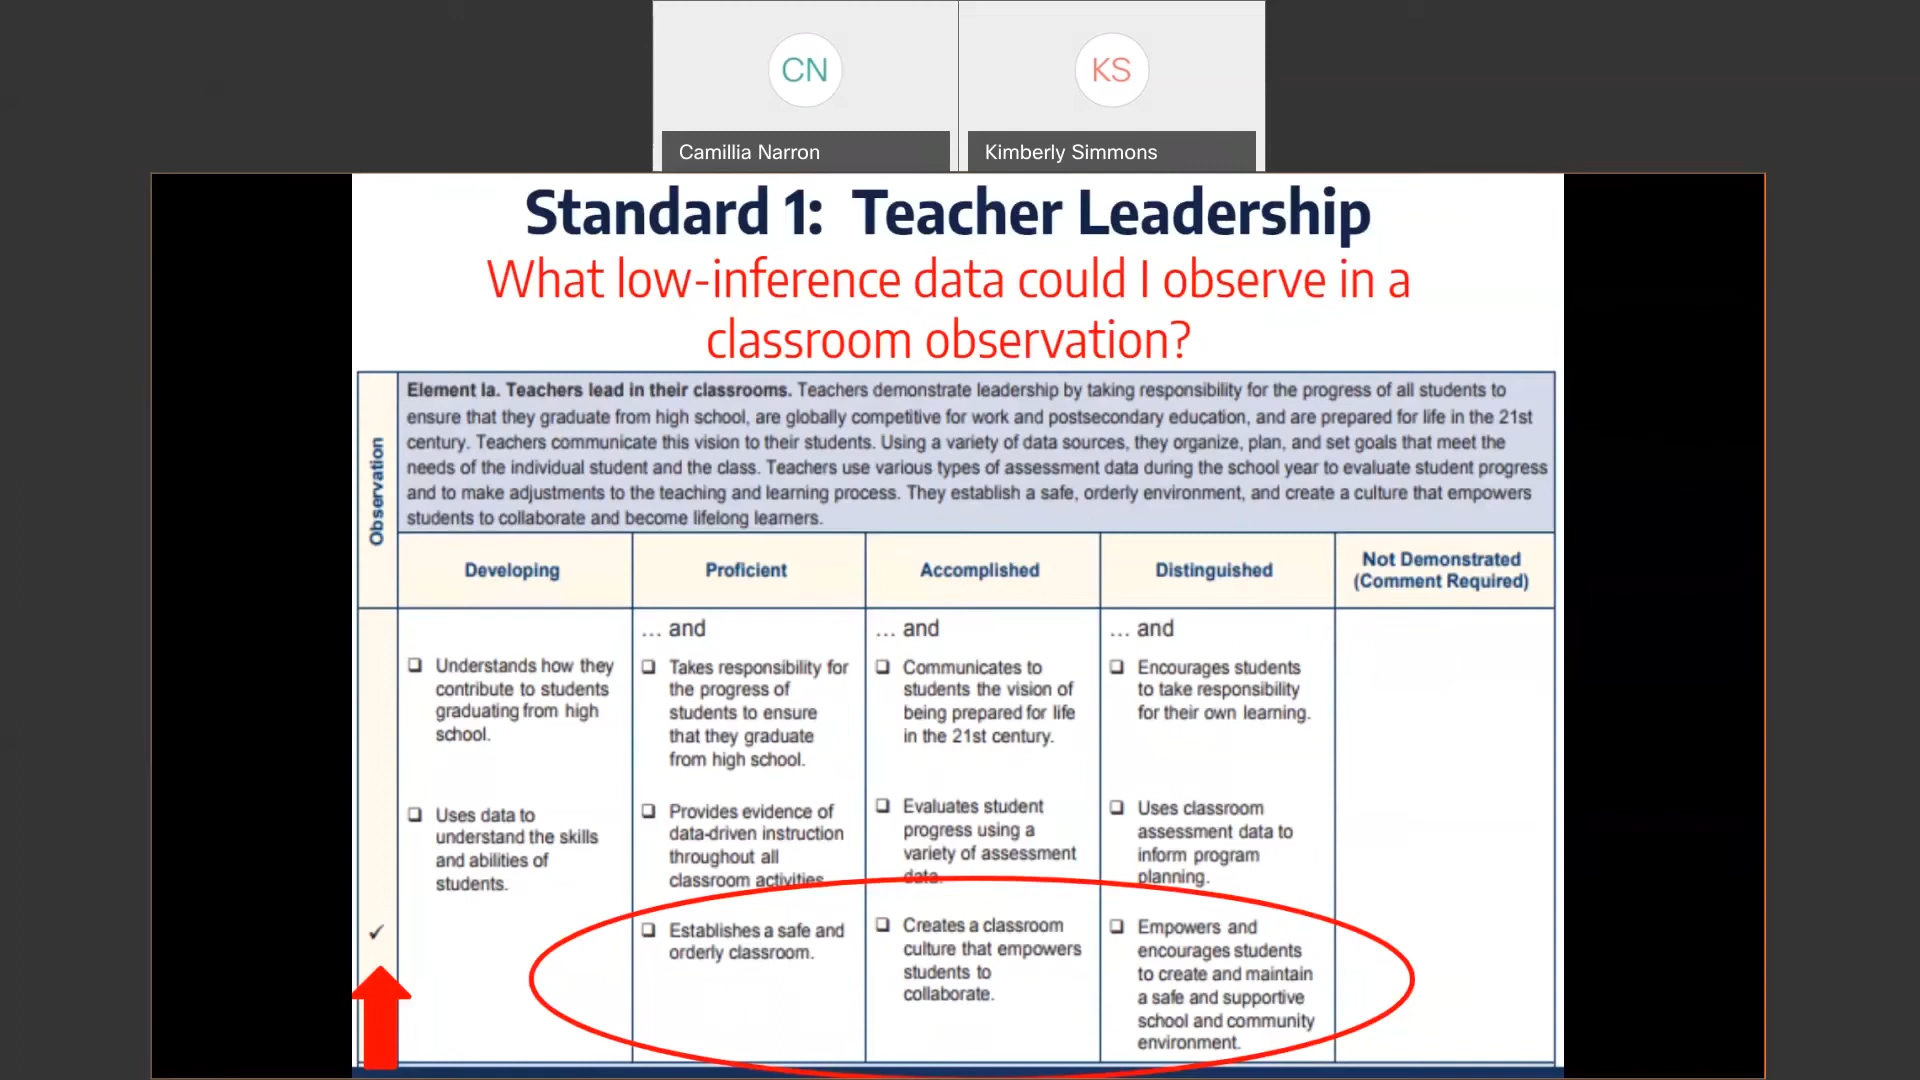 CN
KS
Camillia Narron
Kimberly Simmons
Standard 1: Teacher Leadership
What low-inference data could I observe in a
classroom observation?
Observation
Element Ia. Teachers lead in their classrooms. Teachers demonstrate leadership by taking responsibility for the progress of all students to
ensure that they graduate from high school, are globally competitive for work and postsecondary education, and are prepared for life in the 21st
century. Teachers communicate this vision to their students. Using a variety of data sources, they organize, plan, and set goals that meet the
needs of the individual student and the class. Teachers use various types of assessment data during the school year to evaluate student progress
and to make adjustments to the teaching and learning process. They establish a safe, orderly environment, and create a culture that empowers
students to collaborate and become lifelong learners.
Developing
Proficient
Accomplished
Distinguished
Not Demonstrated
(Comment Required)
❑ Understands how they
contribute to students
graduating from high
school.
❑ Uses data to
understand the skills
and abilities of
students.
✓
… and
❑ Takes responsibility for
the progress of
students to ensure
that they graduate
from high school.
❑ Provides evidence of
data-driven instruction
throughout all
classroom activities
❑ Establishes a safe and
orderly classroom.
… and
❑ Communicates to
students the vision of
being prepared for life
in the 21st century.
❑ Evaluates student
progress using a
variety of assessment
data.
❑ Creates a classroom
culture that empowers
students to
collaborate.
… and
❑ Encourages students
to take responsibility
for their own learning.
❑ Uses classroom
assessment data to
inform program
planning.
❑ Empowers and
encourages students
to create and maintain
a safe and supportive
school and community
environment.